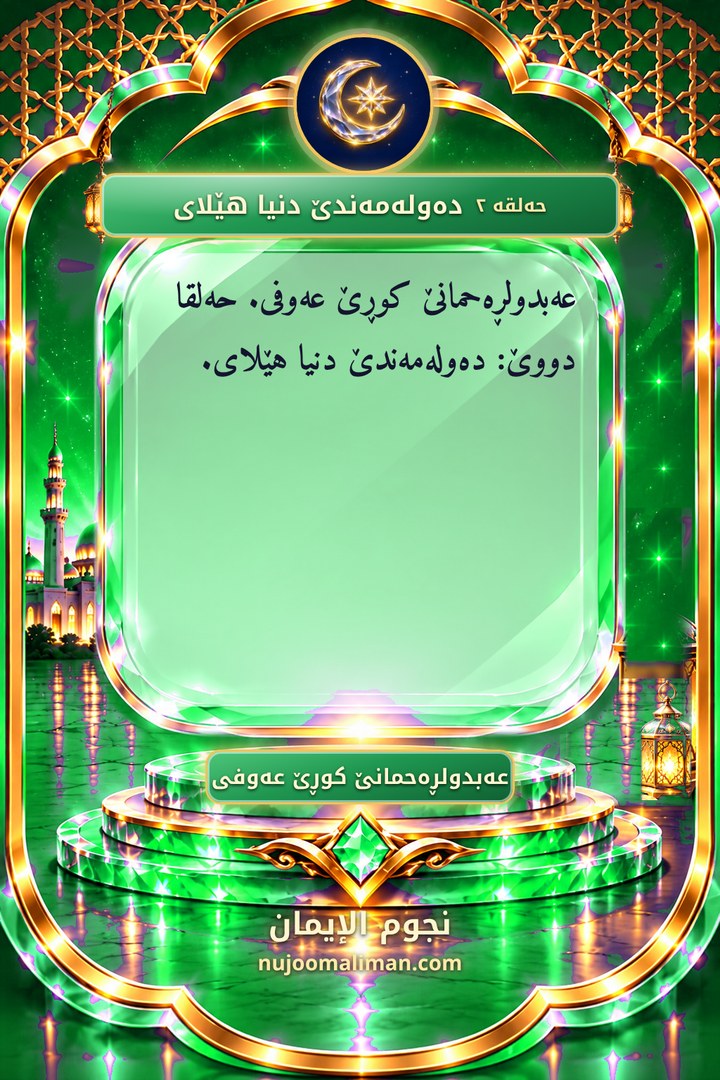 حەلقە ٢ دەولەمەندێ دنیا هێلای
عەبدولڕەحمانێ کوڕێ عەوفی. حەلقا
دووێ: دەولەمەندێ دنیا هێلای.
عەبدولڕەحمانێ کوڕێ عەوفی
نجوم الإيمان
nujoomaliman.com